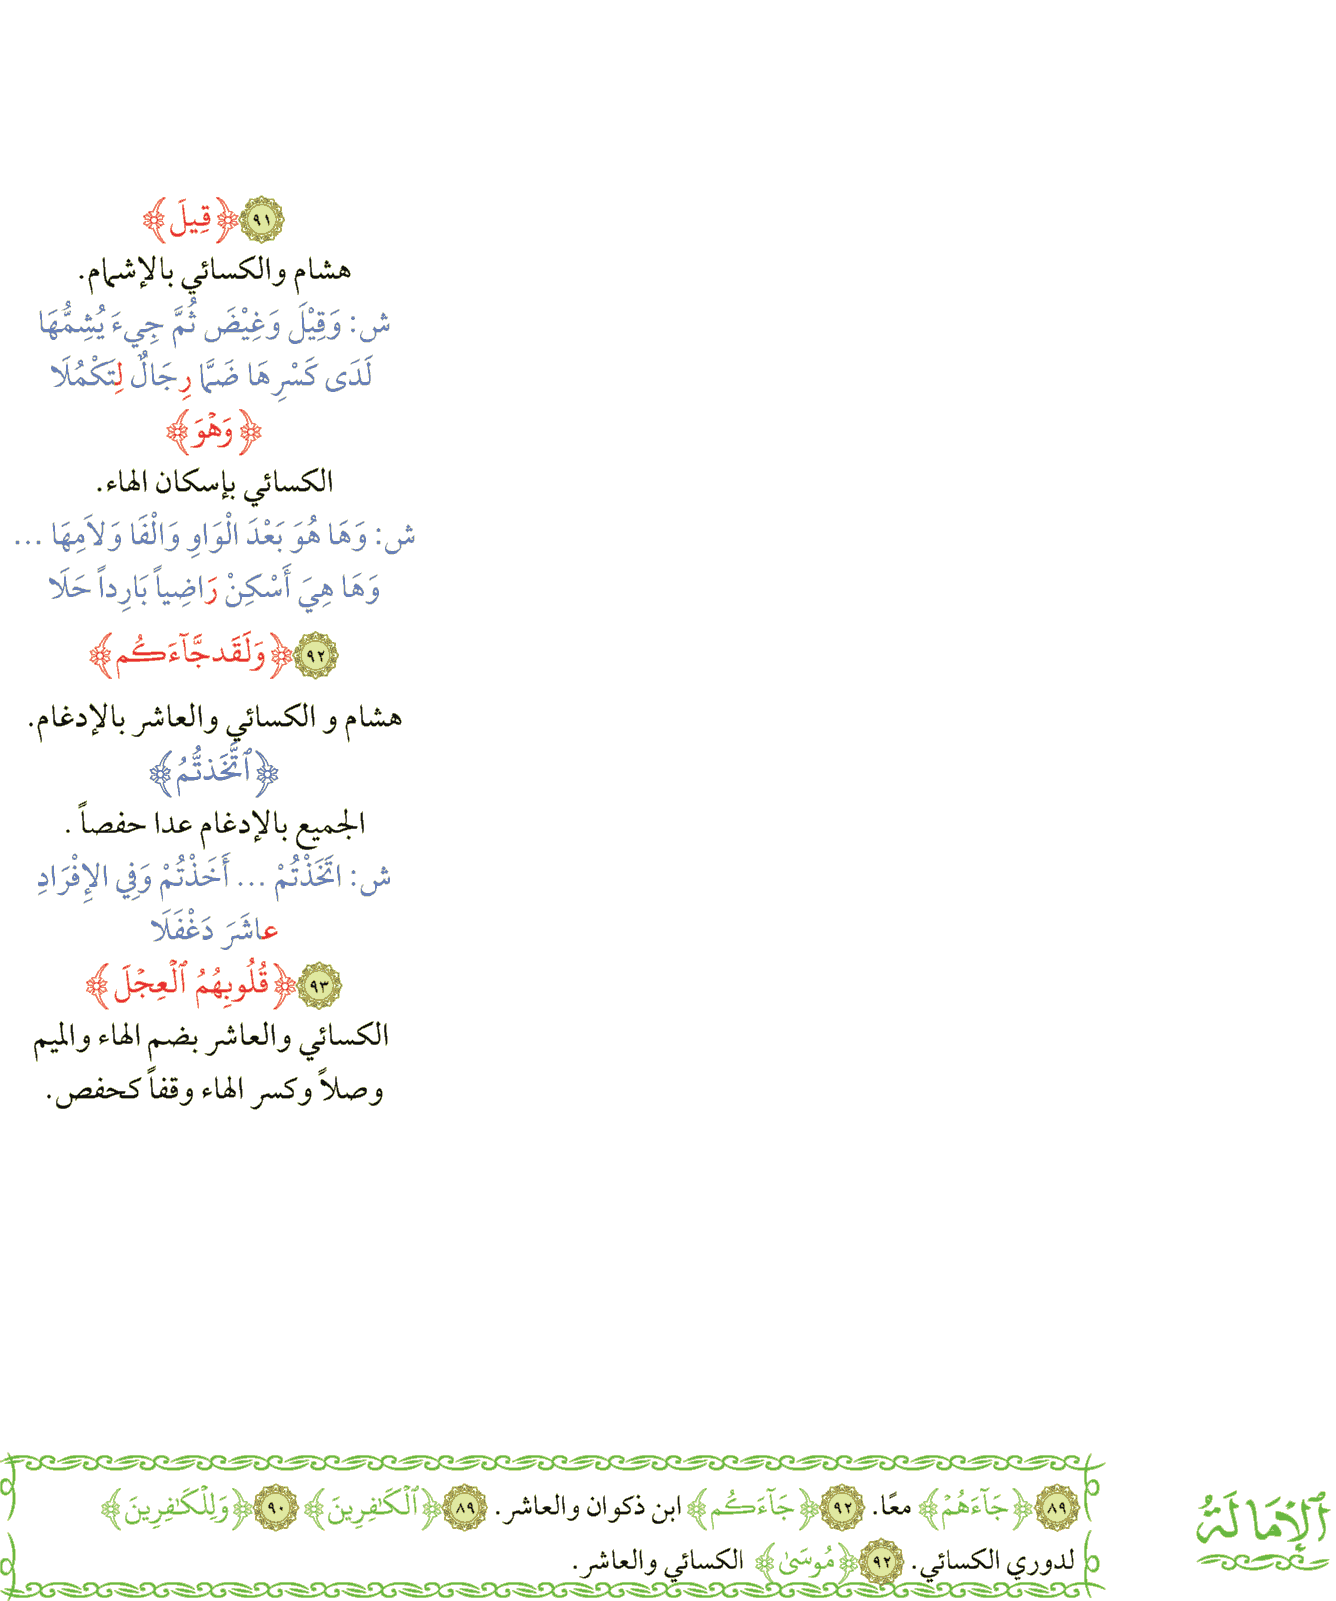 ٩١ ﴿قِيلَ﴾
هشام والكسائي بالإشمام.
ش: وَقِيْلَ وَغِيْضَ ثُمَّ جِيءَ يُشِمُّهَا
لَدَى كَسْرِهَا ضَمًّا رِجَالٌ لِتَكْمُلَا
﴿وَهْوَ﴾
الكسائي بإسكان الهاء.
ش: وَهَا هُوَ بَعْدَ الْوَاوِ وَالْفَا وَلاَمِهَا ...
وَهَا هِيَ أَسْكِنْ رَاضِياً بَارِداً حَلَا
٩٢ ﴿وَلَقَد جَّآءَكُم﴾
هشام و الكسائي والعاشر بالإدغام.
﴿ٱتَّخَذتُّمُ﴾
الجميع بالإدغام عدا حفصاً .
ش: اتَّخَذْتُمْ ... أَخَذْتُمْ وَفِي الإِفْرَادِ
عاشَرَ دَغْفَلَا
٩٣ ﴿قُلُوبِهُمُ ٱلْعِجْلَ﴾
الكسائي والعاشر بضم الهاء والميم
وصلاً وكسر الهاء وقفاً كحفص.
ٱلْإِمَالَةُ
٨٩ ﴿جَآءَهُمْ﴾ معًا. ٩٢ ﴿جَآءَكُم﴾ ابن ذكوان والعاشر. ٨٩ ﴿ٱلْكَٰفِرِينَ﴾ ٩٠ ﴿وَلِلْكَٰفِرِينَ﴾
لدوري الكسائي. ٩٢ ﴿مُوسَىٰ﴾ الكسائي والعاشر.